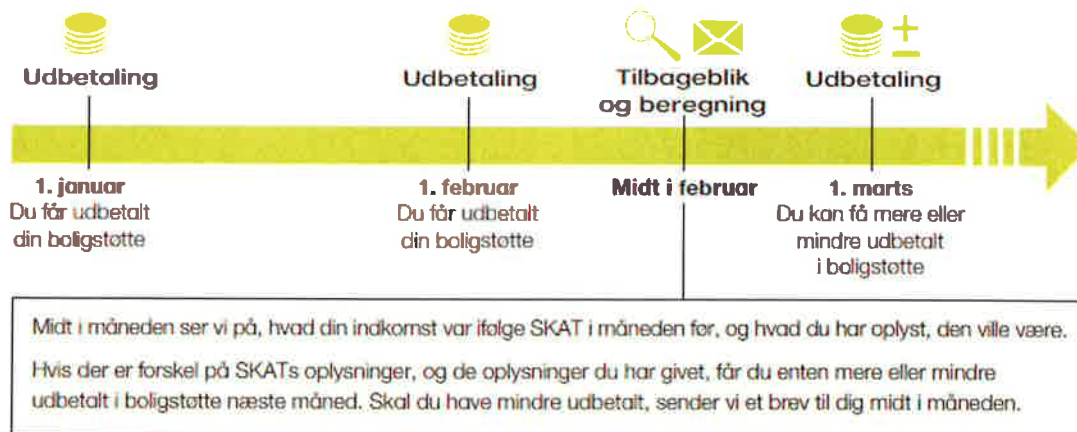 Udbetaling
Udbetaling
Tilbageblik
og beregning
Udbetaling
1. januar
Du får udbetalt
din boligstøtte
1. februar
Du får udbetalt
din boligstøtte
Midt i februar
1. marts
Du kan få mere eller
mindre udbetalt
i boligstøtte
Midt i måneden ser vi på, hvad din indkomst var ifølge SKAT i måneden før, og hvad du har oplyst, den ville være.
Hvis der er forskel på SKATs oplysninger, og de oplysninger du har givet, får du enten mere eller mindre
udbetalt i boligstøtte næste måned. Skal du have mindre udbetalt, sender vi et brev til dig midt i måneden.